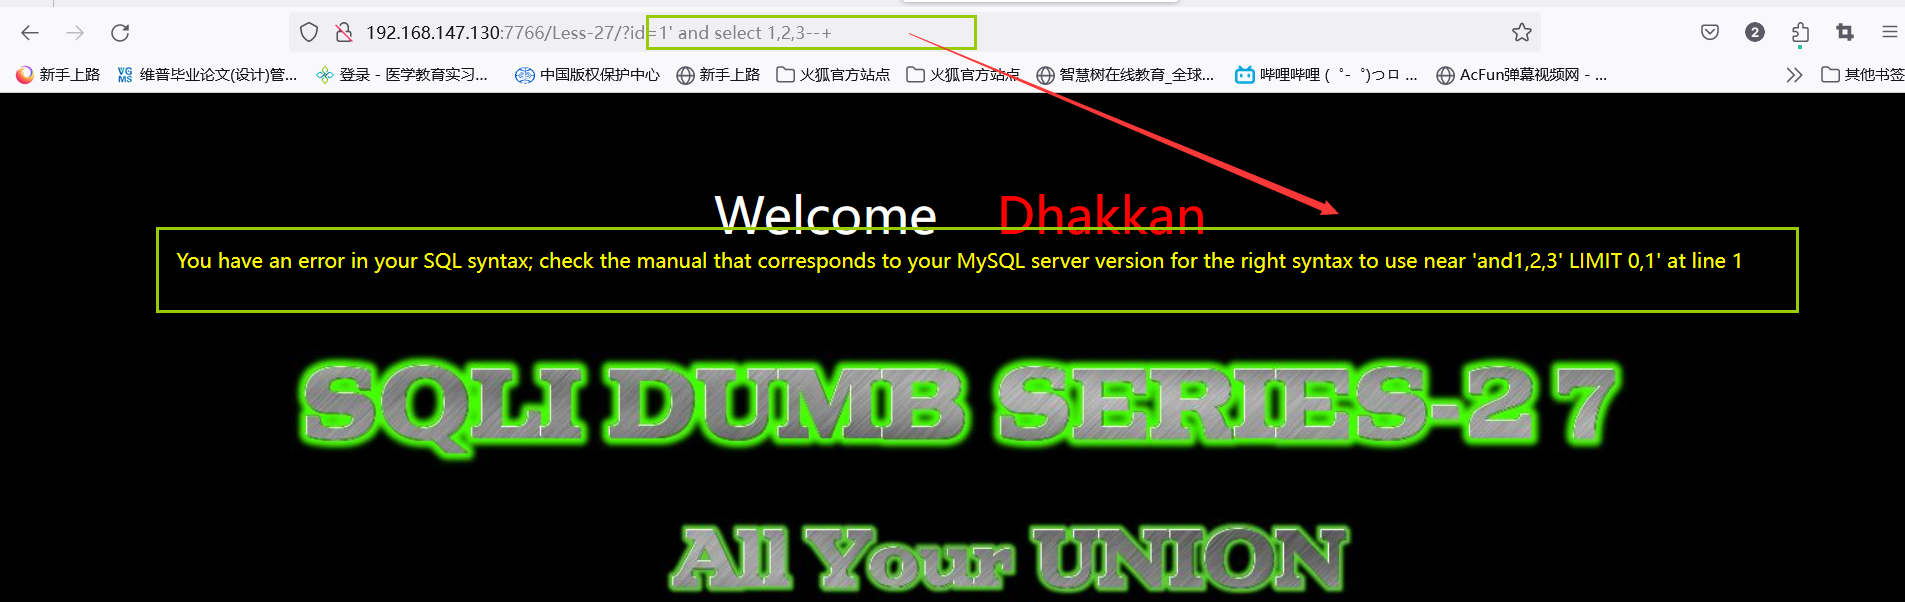 192.168.147.130:7766/Less-27/?id=1' and select 1,2,3--+
2
新手上路 VG MS 维普毕业论文(设计)管... 登录 - 医学教育实习... 中国版权保护中心 新手上路 火狐官方站点 火狐官方站点 智慧树在线教育_全球... 哔哩哔哩 ( ゜- ゜)つロ ... AcFun弹幕视频网 - ... 其他书签
Welcome Dhakkan
You have an error in your SQL syntax; check the manual that corresponds to your MySQL server version for the right syntax to use near 'and1,2,3' LIMIT 0,1' at line 1
SQLI DUMB SERIES-27
All Your UNION